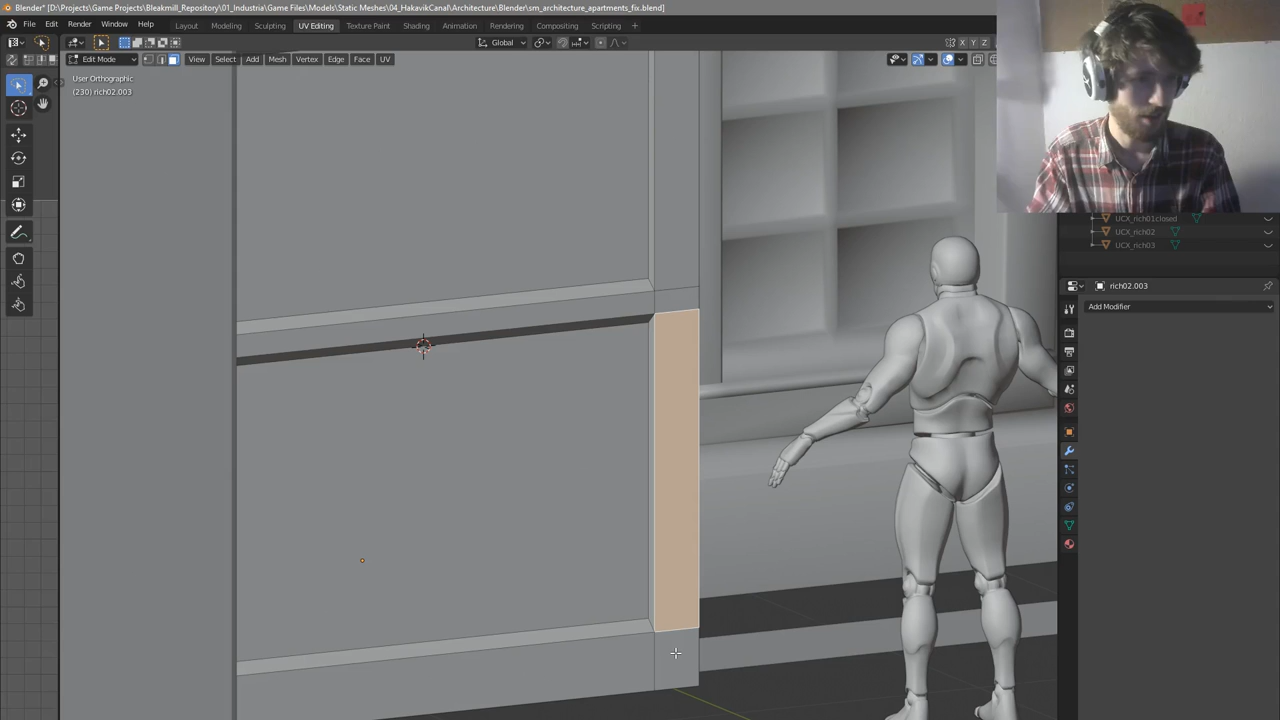 Blender* [D:\Projects\Game Projects\Bleakmill_Repository\01_Industria\Game Files\Models\Static Meshes\04_HakavikCanal\Architecture\Blender\sm_architecture_apartments_fix.blend]
File Edit Render Window Help Layout Modeling Sculpting UV Editing Texture Paint Shading Animation Rendering Compositing Scripting
Global X Y Z
Edit Mode View Select Add Mesh Vertex Edge Face UV
User Orthographic
(230) rich02.003
UCX_rich01closed
UCX_rich02
UCX_rich03
rich02.003
Add Modifier